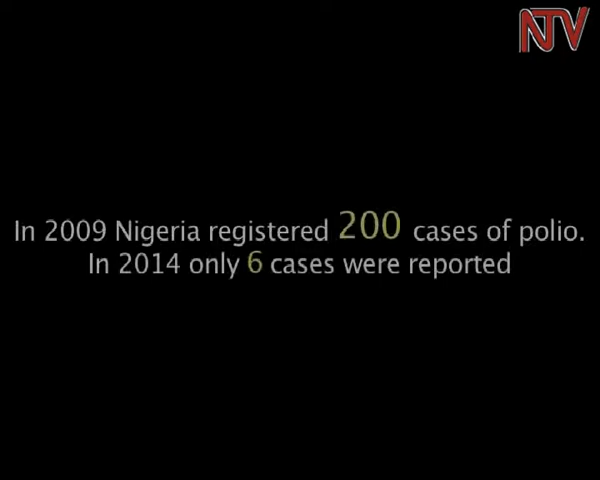 NTV
In 2009 Nigeria registered 200 cases of polio.
In 2014 only 6 cases were reported